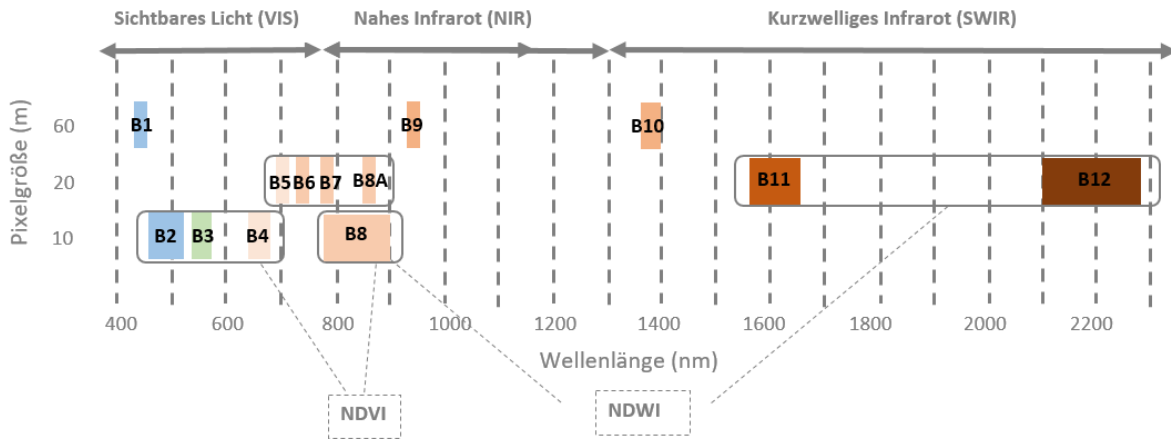 Sichtbares Licht (VIS) Nahes Infrarot (NIR) Kurzwelliges Infrarot (SWIR)
Pixelgröße (m)
60 B1 B9 B10
20 B5 B6 B7 B8A B11 B12
10 B2 B3 B4 B8
400 600 800 1000 1200 1400 1600 1800 2000 2200
Wellenlänge (nm)
NDVI NDWI